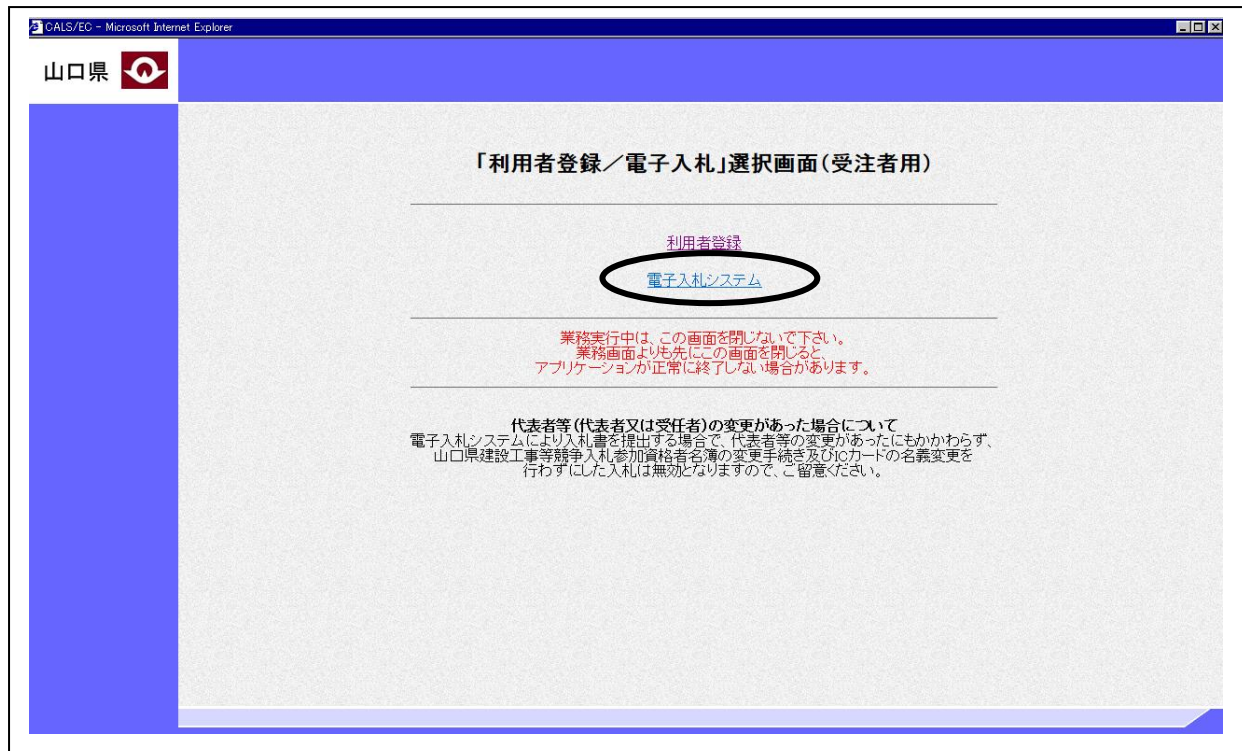 CALS/EC - Microsoft Internet Explorer
山口県
「利用者登録／電子入札」選択画面(受注者用)
利用者登録
電子入札システム
業務実行中は、この画面を閉じないで下さい。
業務画面よりも先にこの画面を閉じると、
アプリケーションが正常に終了しない場合があります。
代表者等(代表者又は受任者)の変更があった場合について
電子入札システムにより入札書を提出する場合で、代表者等の変更があったにもかかわらず、
山口県建設工事等競争入札参加資格者名簿の変更手続き及びICカードの名義変更を
行わずにした入札は無効となりますので、ご留意ください。